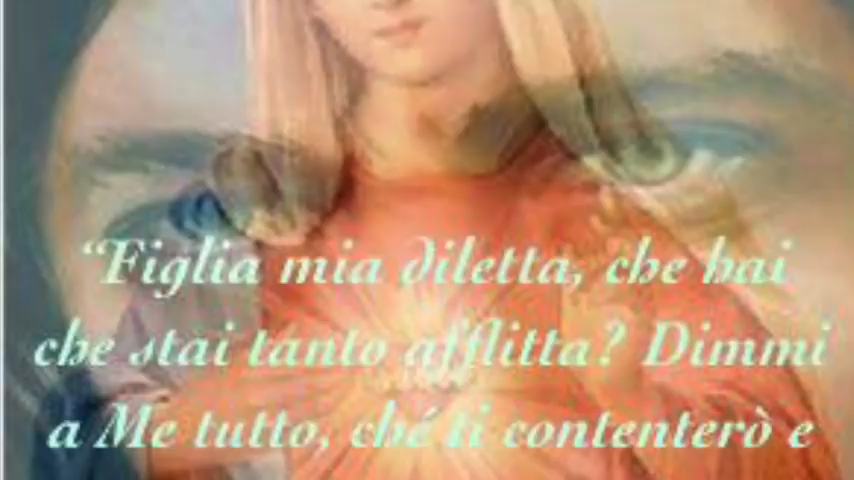 “Figlia mia diletta, che hai
che stai tanto afflitta? Dimmi
a Me tutto, ché ti contenterò e